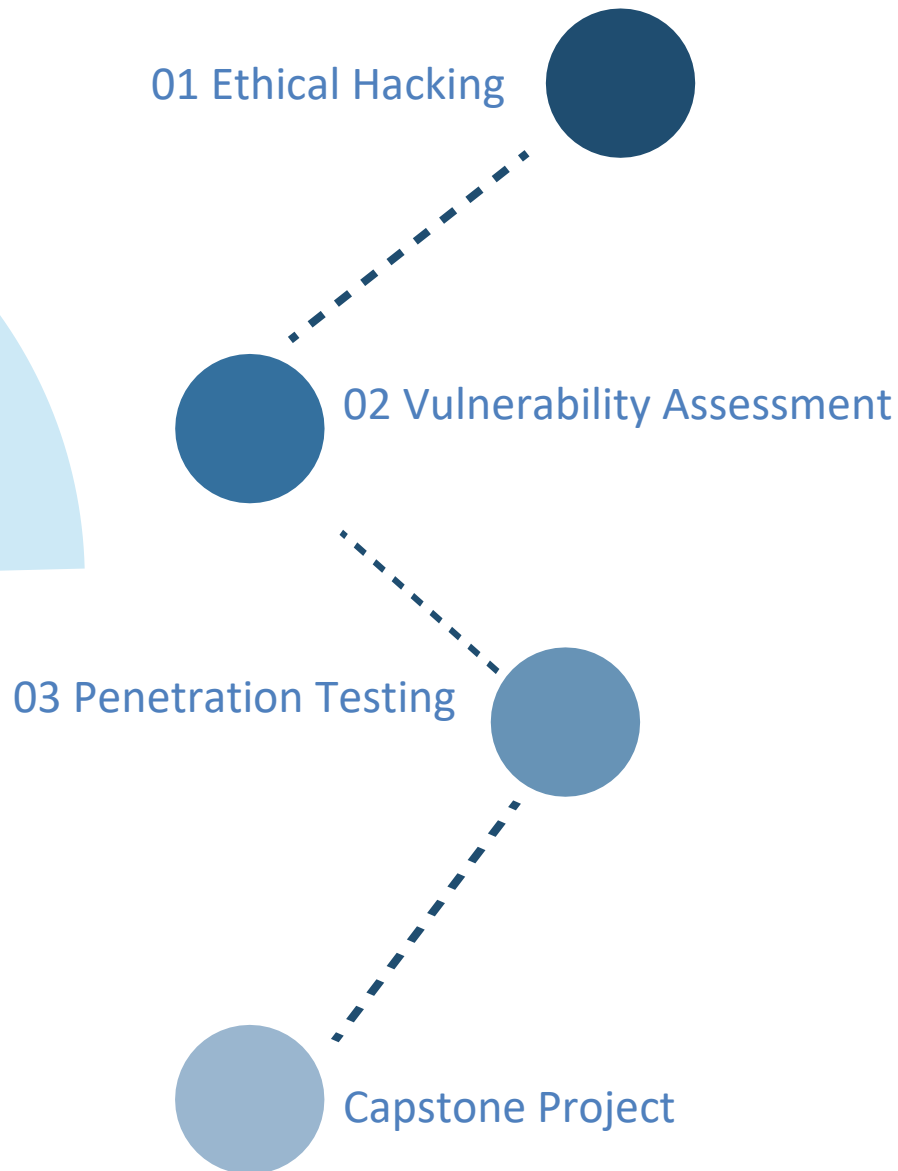 01 Ethical Hacking
02 Vulnerability Assessment
03 Penetration Testing
Capstone Project